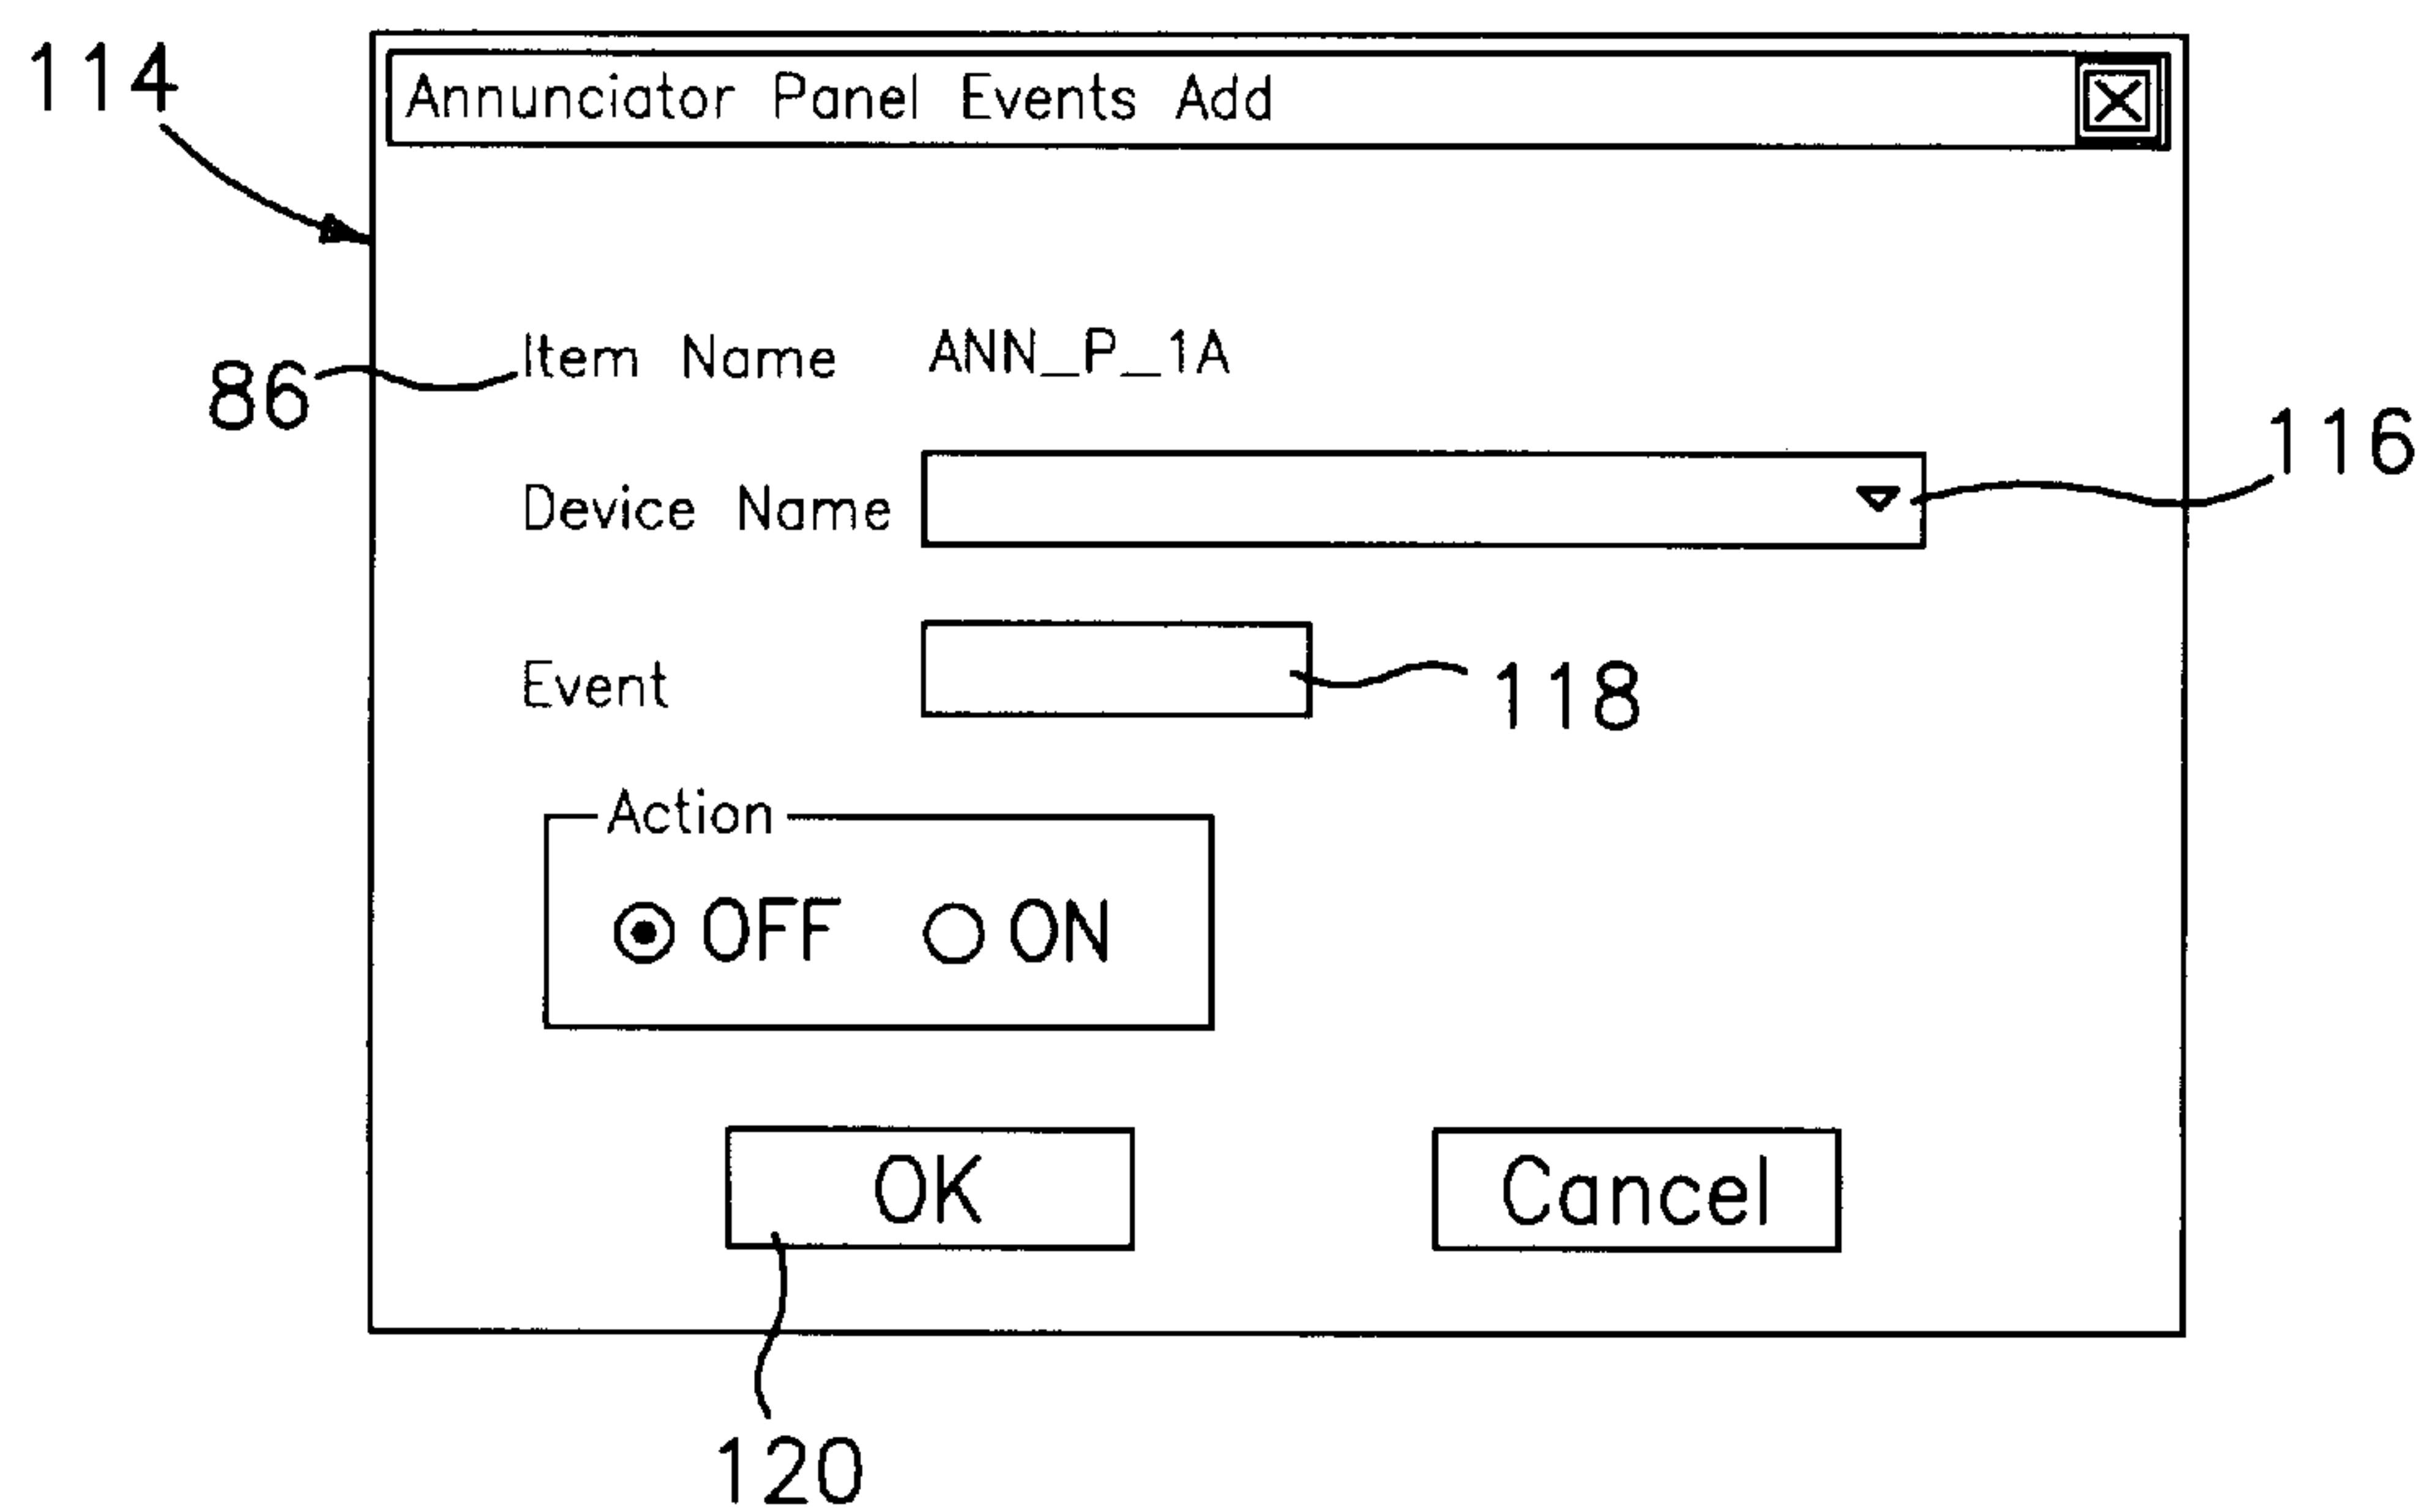 114
Annunciator Panel Events Add
86
Item Name ANN_P_1A
116
Device Name
Event
118
Action
OFF ON
OK Cancel
120